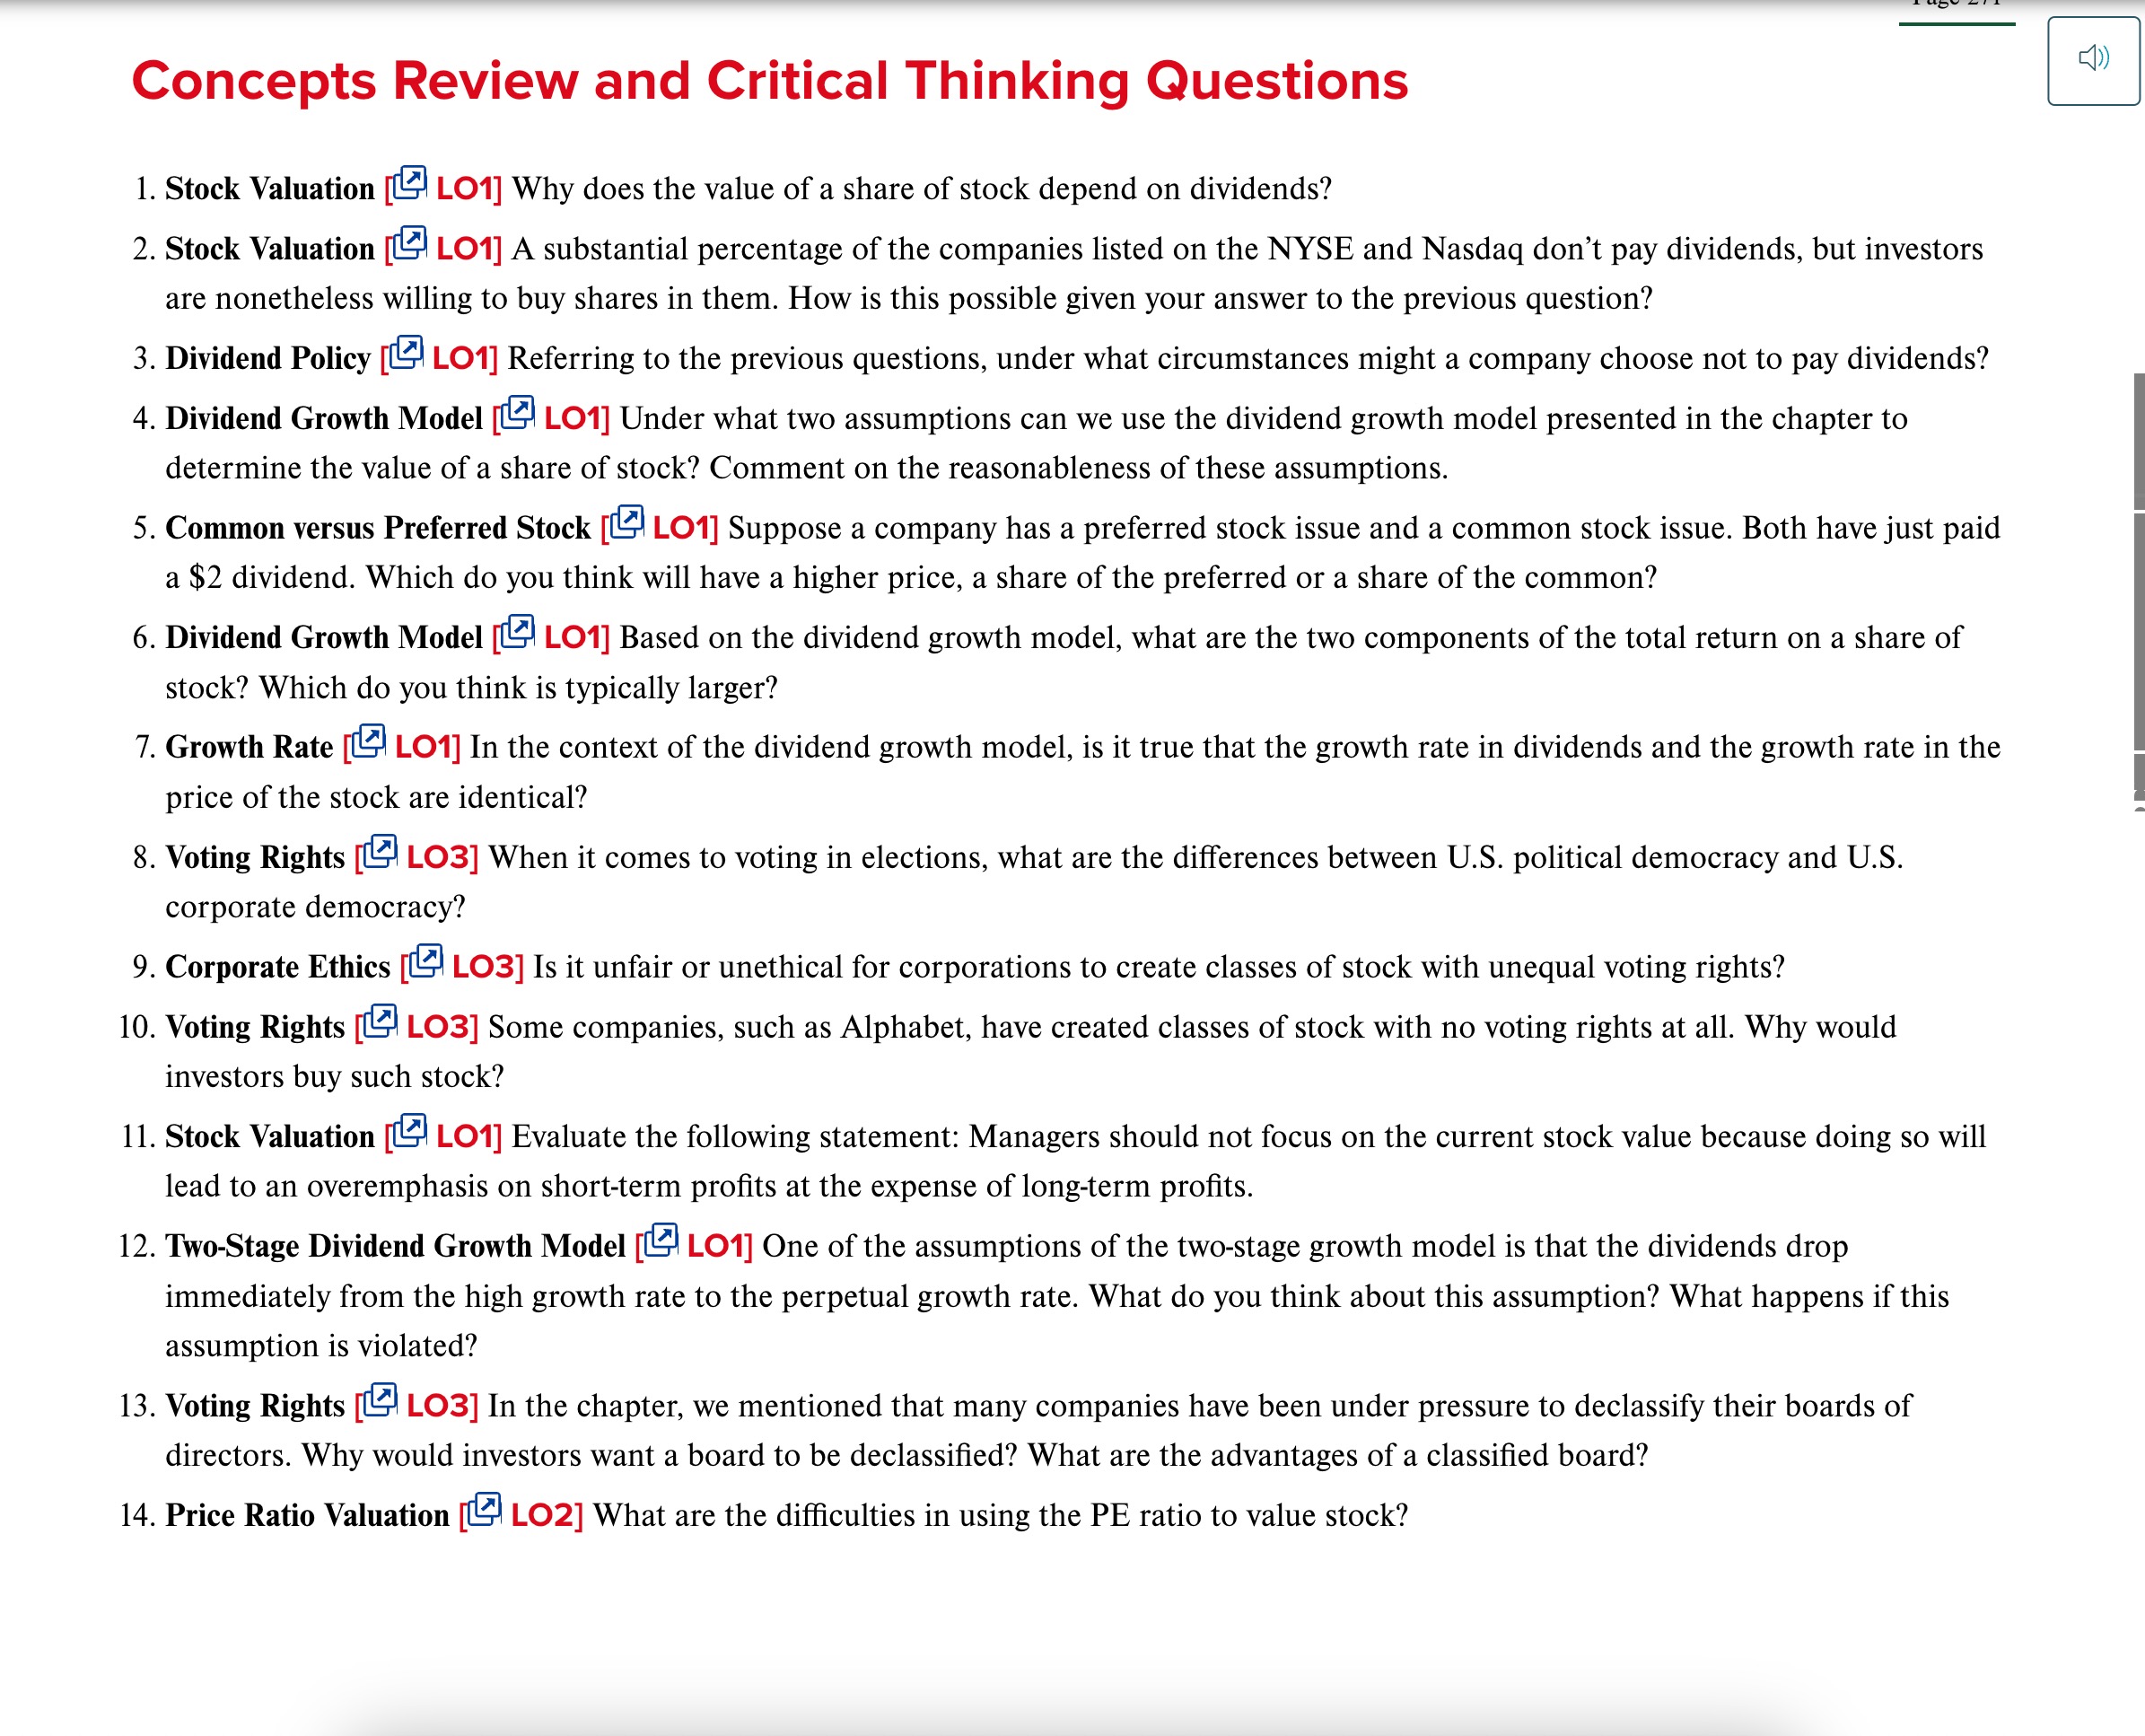 Concepts Review and Critical Thinking Questions
1. Stock Valuation [LO1] Why does the value of a share of stock depend on dividends?
2. Stock Valuation [LO1] A substantial percentage of the companies listed on the NYSE and Nasdaq don’t pay dividends, but investors
are nonetheless willing to buy shares in them. How is this possible given your answer to the previous question?
3. Dividend Policy [LO1] Referring to the previous questions, under what circumstances might a company choose not to pay dividends?
4. Dividend Growth Model [LO1] Under what two assumptions can we use the dividend growth model presented in the chapter to
determine the value of a share of stock? Comment on the reasonableness of these assumptions.
5. Common versus Preferred Stock [LO1] Suppose a company has a preferred stock issue and a common stock issue. Both have just paid
a $2 dividend. Which do you think will have a higher price, a share of the preferred or a share of the common?
6. Dividend Growth Model [LO1] Based on the dividend growth model, what are the two components of the total return on a share of
stock? Which do you think is typically larger?
7. Growth Rate [LO1] In the context of the dividend growth model, is it true that the growth rate in dividends and the growth rate in the
price of the stock are identical?
8. Voting Rights [LO3] When it comes to voting in elections, what are the differences between U.S. political democracy and U.S.
corporate democracy?
9. Corporate Ethics [LO3] Is it unfair or unethical for corporations to create classes of stock with unequal voting rights?
10. Voting Rights [LO3] Some companies, such as Alphabet, have created classes of stock with no voting rights at all. Why would
investors buy such stock?
11. Stock Valuation [LO1] Evaluate the following statement: Managers should not focus on the current stock value because doing so will
lead to an overemphasis on short-term profits at the expense of long-term profits.
12. Two-Stage Dividend Growth Model [LO1] One of the assumptions of the two-stage growth model is that the dividends drop
immediately from the high growth rate to the perpetual growth rate. What do you think about this assumption? What happens if this
assumption is violated?
13. Voting Rights [LO3] In the chapter, we mentioned that many companies have been under pressure to declassify their boards of
directors. Why would investors want a board to be declassified? What are the advantages of a classified board?
14. Price Ratio Valuation [LO2] What are the difficulties in using the PE ratio to value stock?